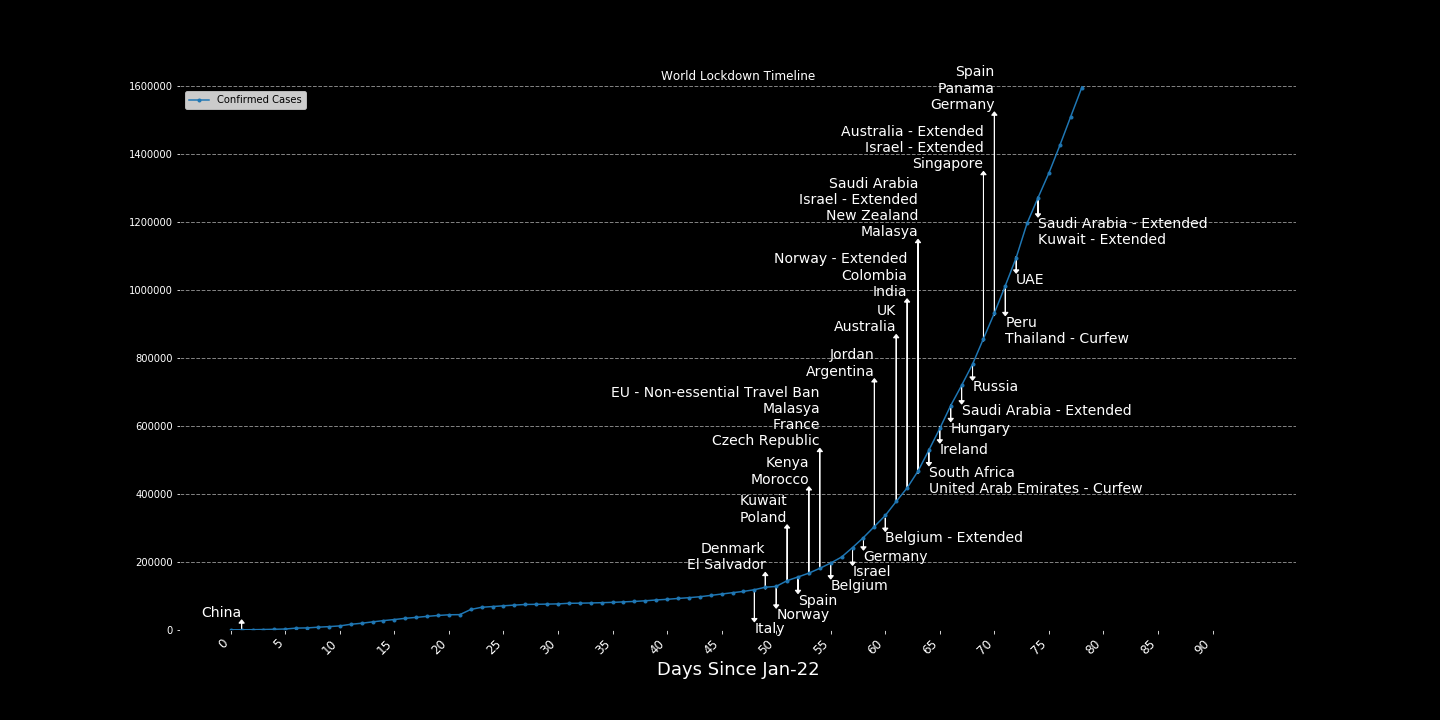 World Lockdown Timeline
Confirmed Cases
1600000
1400000
1200000
1000000
800000
600000
400000
200000
0
China
Denmark
El Salvador
Kuwait
Poland
Kenya
Morocco
EU - Non-essential Travel Ban
Malasya
France
Czech Republic
Jordan
Argentina
UK
Australia
Norway - Extended
Colombia
India
Saudi Arabia
Israel - Extended
New Zealand
Malasya
Australia - Extended
Israel - Extended
Singapore
Spain
Panama
Germany
Saudi Arabia - Extended
Kuwait - Extended
UAE
Peru
Thailand - Curfew
Russia
Saudi Arabia - Extended
Hungary
Ireland
South Africa
United Arab Emirates - Curfew
Belgium - Extended
Germany
Israel
Belgium
Spain
Norway
Italy
0
5
10
15
20
25
30
35
40
45
50
55
60
65
70
75
80
85
90
Days Since Jan-22